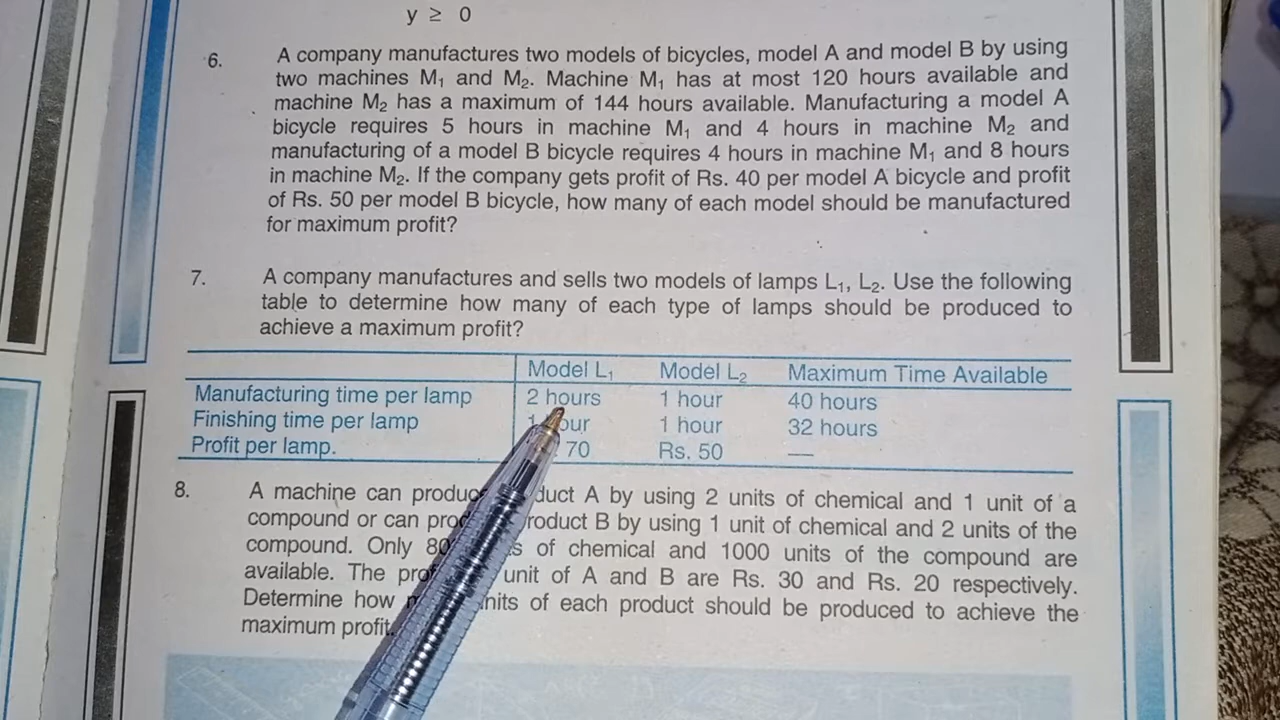 y ≥ 0
6. A company manufactures two models of bicycles, model A and model B by using
two machines M₁ and M₂. Machine M₁ has at most 120 hours available and
machine M₂ has a maximum of 144 hours available. Manufacturing a model A
bicycle requires 5 hours in machine M₁ and 4 hours in machine M₂ and
manufacturing of a model B bicycle requires 4 hours in machine M₁ and 8 hours
in machine M₂. If the company gets profit of Rs. 40 per model A bicycle and profit
of Rs. 50 per model B bicycle, how many of each model should be manufactured
for maximum profit?
7. A company manufactures and sells two models of lamps L₁, L₂. Use the following
table to determine how many of each type of lamps should be produced to
achieve a maximum profit?
Model L₁ Model L₂ Maximum Time Available
Manufacturing time per lamp 2 hours 1 hour 40 hours
Finishing time per lamp 1 1 hour 32 hours
Profit per lamp. 70 Rs. 50 —
8. A machine can A by using 2 units of chemical and 1 unit of a
compound or can B by using 1 unit of chemical and 2 units of the
compound. Only of chemical and 1000 units of the compound are
available. The unit of A and B are Rs. 30 and Rs. 20 respectively.
Determine how of each product should be produced to achieve the
maximum profit.